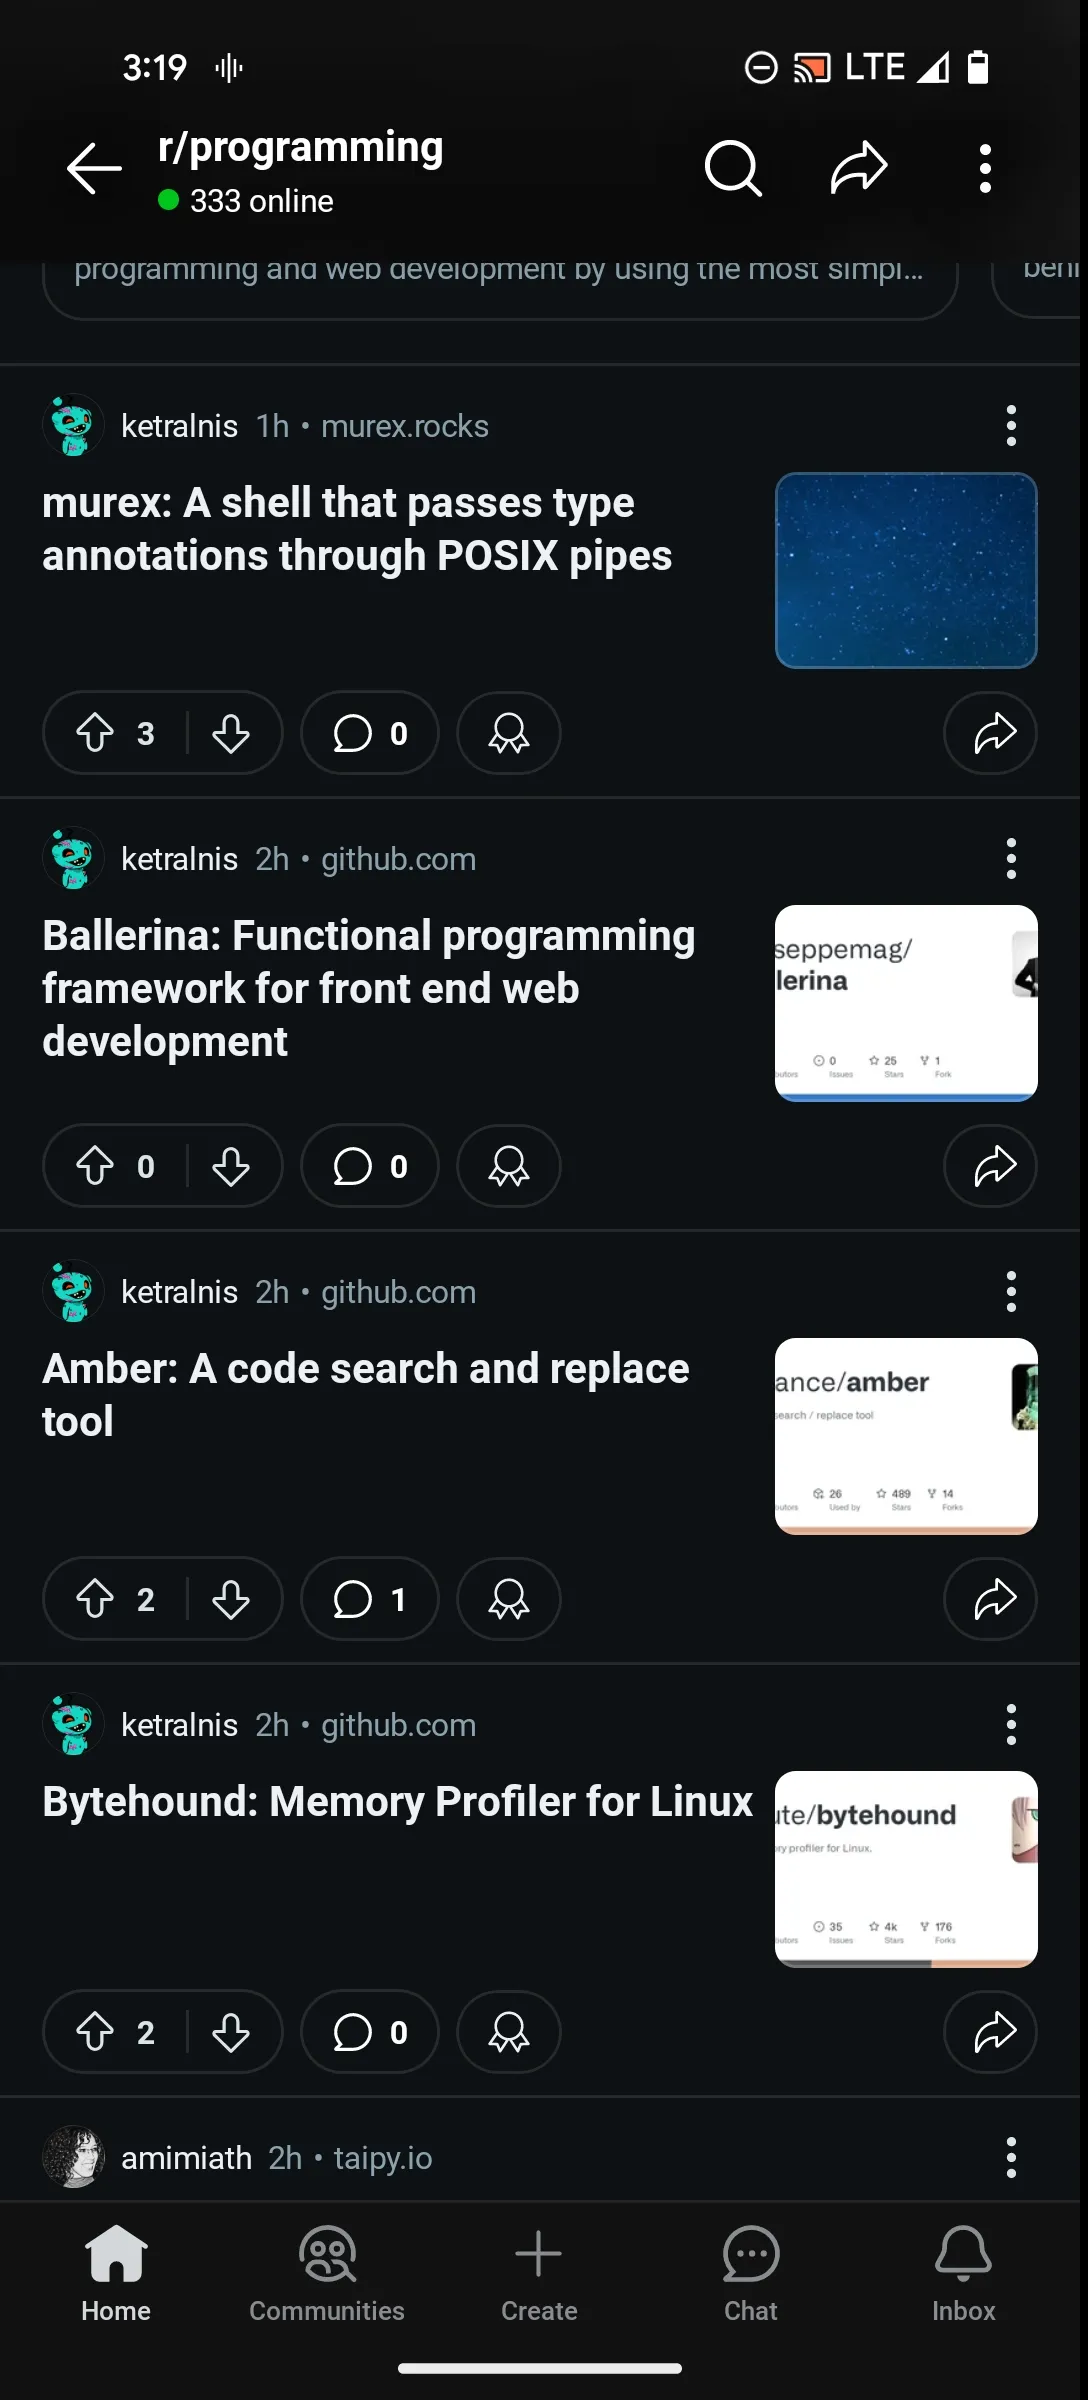 3:19
LTE
r/programming
333 online
programming and web development by using the most simpl...
ketralnis 1h • murex.rocks
murex: A shell that passes type
annotations through POSIX pipes
3
0
ketralnis 2h • github.com
Ballerina: Functional programming
framework for front end web
development
seppemag/
lerina
0 25 1
utors Issues Stars Fork
0
0
ketralnis 2h • github.com
Amber: A code search and replace
tool
ance/amber
search / replace tool
26 489 14
utors Used by Stars Forks
2
1
ketralnis 2h • github.com
Bytehound: Memory Profiler for Linux
ute/bytehound
ry profiler for Linux.
35 4k 176
utors Issues Stars Forks
2
0
amimiath 2h • taipy.io
Home
Communities
Create
Chat
Inbox